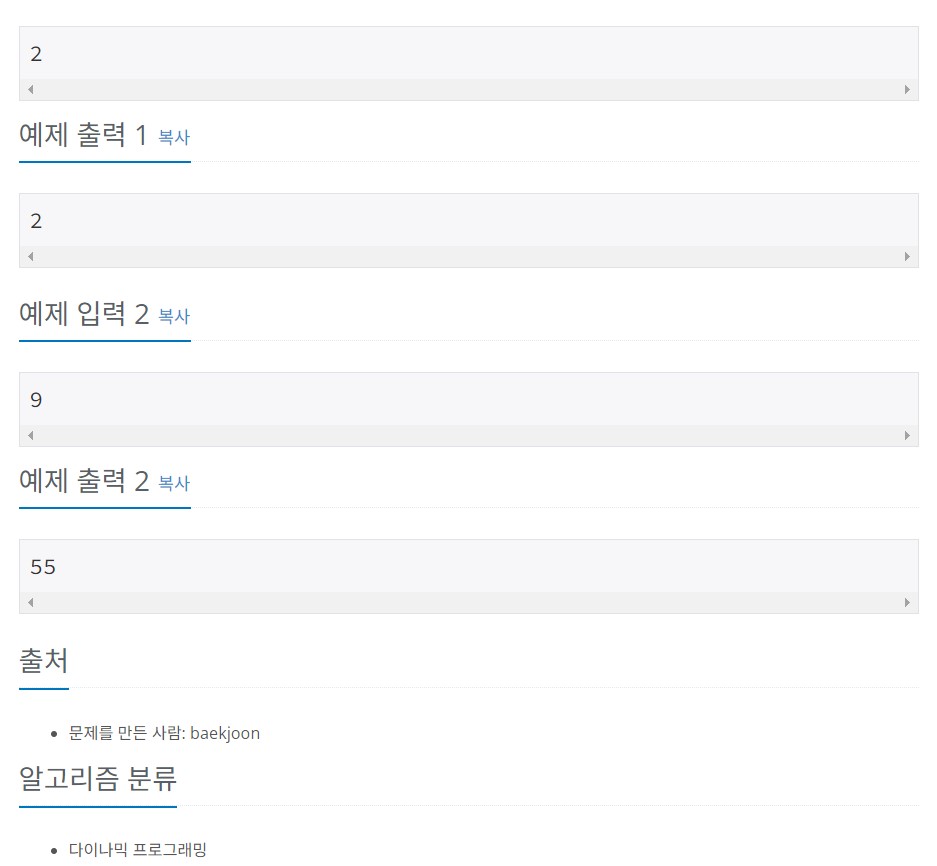 2
예제 출력 1 복사
2
예제 입력 2 복사
9
예제 출력 2 복사
55
출처
문제를 만든 사람: baekjoon
알고리즘 분류
다이나믹 프로그래밍